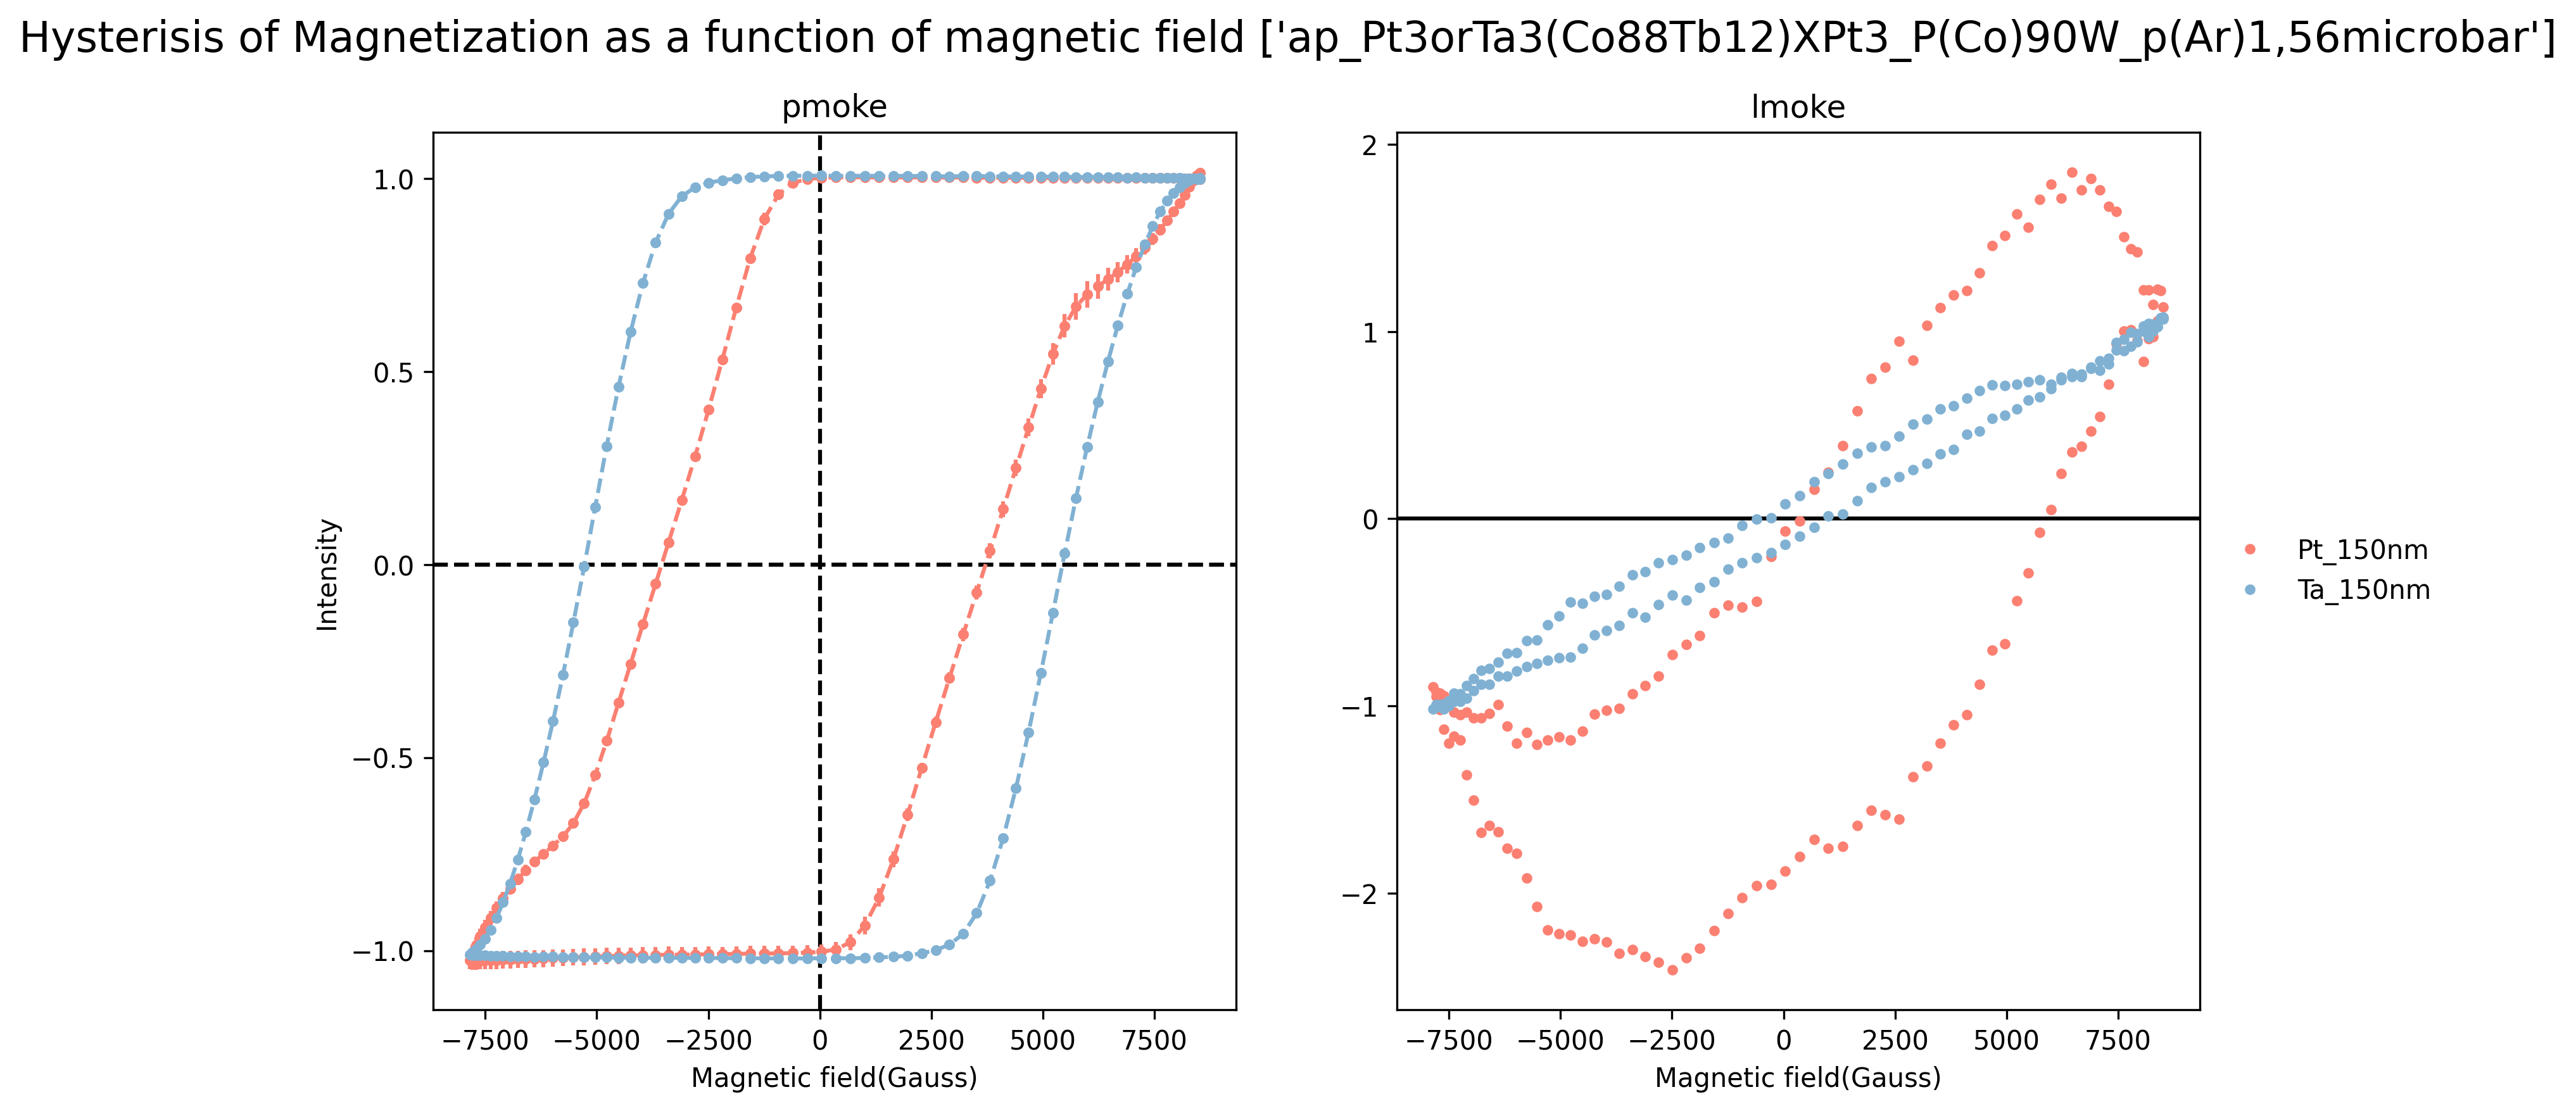 Hysterisis of Magnetization as a function of magnetic field ['ap_Pt3orTa3(Co88Tb12)XPt3_P(Co)90W_p(Ar)1,56microbar']
pmoke
1.0
0.5
0.0
−0.5
−1.0
Intensity
−7500 −5000 −2500 0 2500 5000 7500
Magnetic field(Gauss)
lmoke
2
1
0
−1
−2
−7500 −5000 −2500 0 2500 5000 7500
Magnetic field(Gauss)
Pt_150nm
Ta_150nm